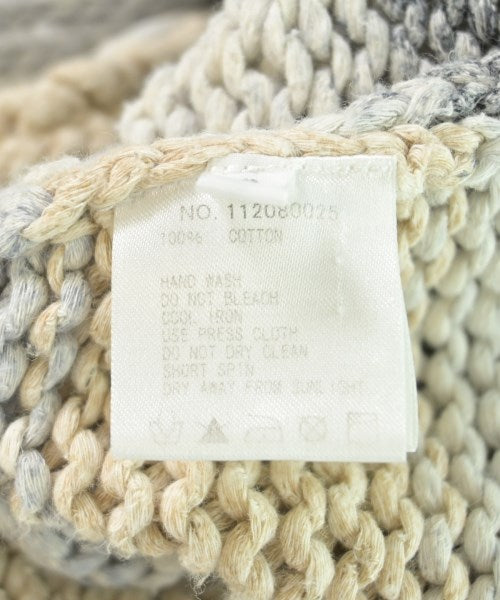 NO. 112080025
100% COTTON
HAND WASH
DO NOT BLEACH
COOL IRON
USE PRESS CLOTH
DO NOT DRY CLEAN
SHORT SPIN
DRY AWAY FROM SUNLIGHT